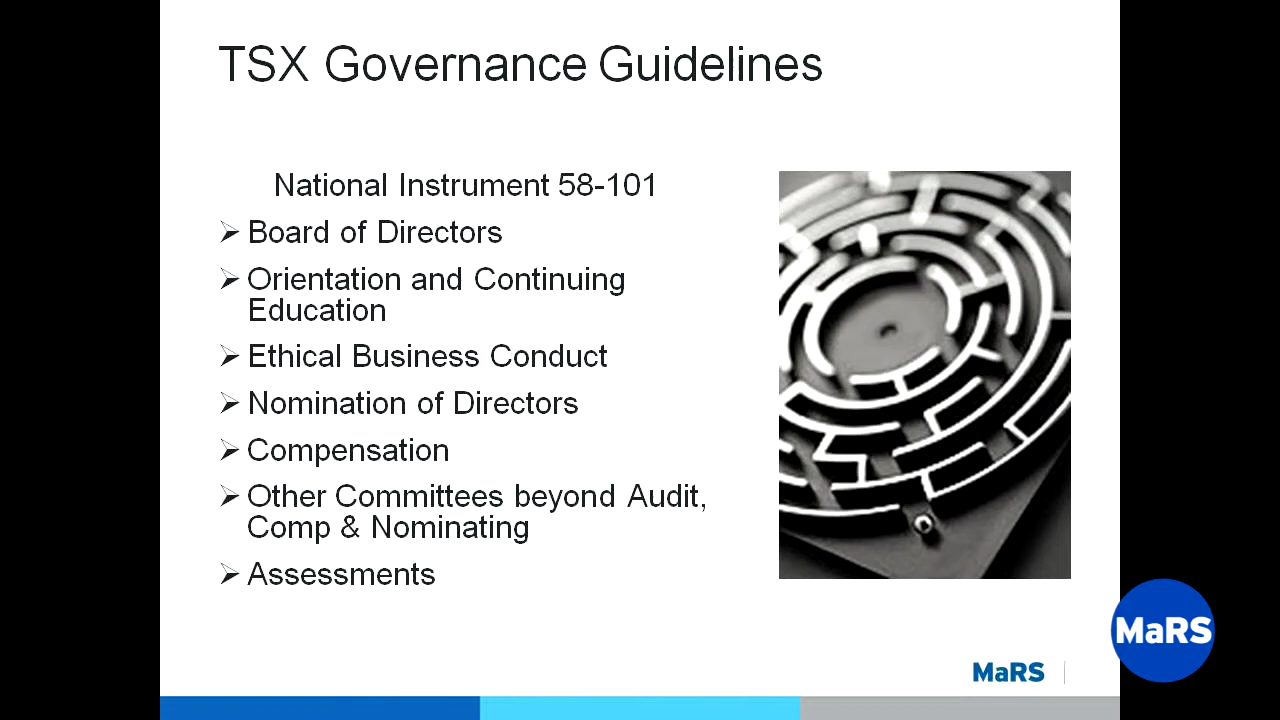 TSX Governance Guidelines
National Instrument 58-101
Board of Directors
Orientation and Continuing
Education
Ethical Business Conduct
Nomination of Directors
Compensation
Other Committees beyond Audit,
Comp & Nominating
Assessments
MaRS
MaRS